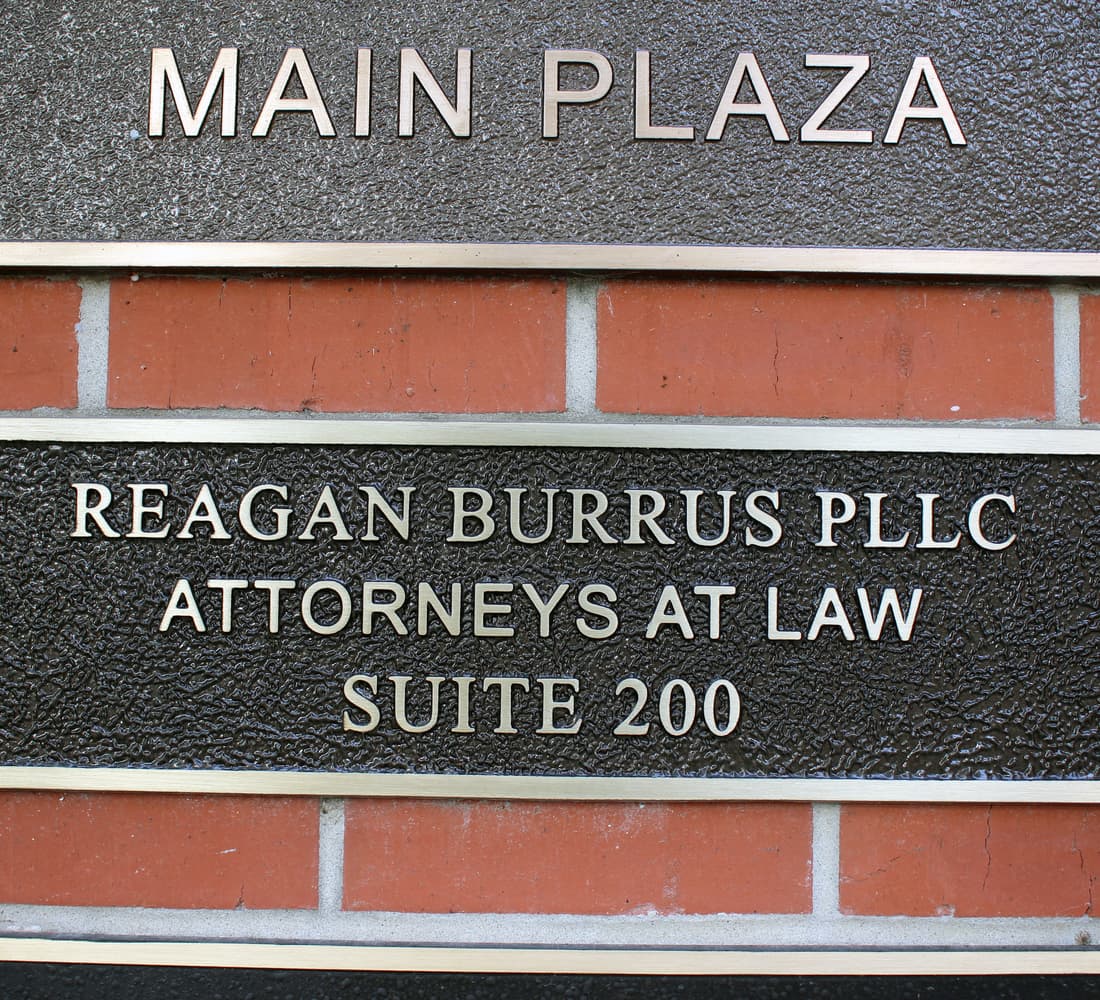 MAIN PLAZA
REAGAN BURRUS PLLC
ATTORNEYS AT LAW
SUITE 200